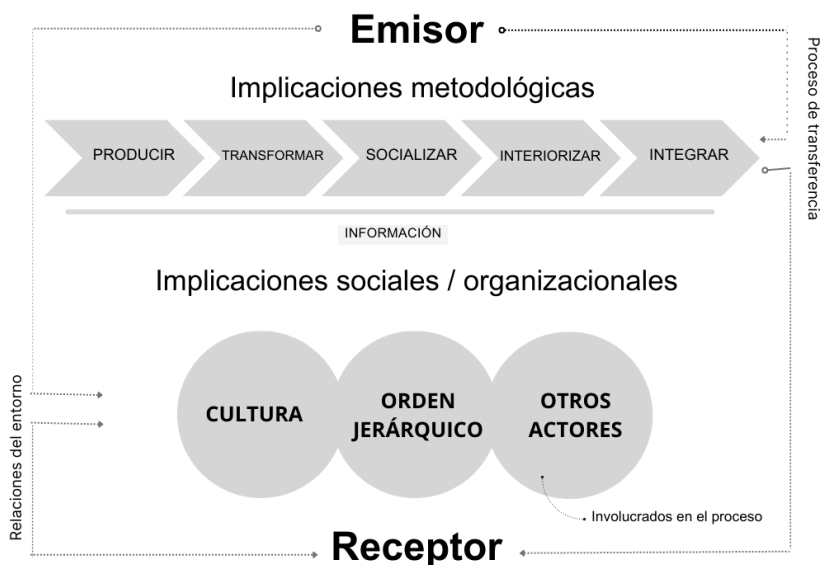 Emisor
Implicaciones metodológicas
PRODUCIR
TRANSFORMAR
SOCIALIZAR
INTERIORIZAR
INTEGRAR
INFORMACIÓN
Proceso de transferencia
Implicaciones sociales / organizacionales
CULTURA
ORDEN
JERÁRQUICO
OTROS
ACTORES
Involucrados en el proceso
Relaciones del entorno
Receptor